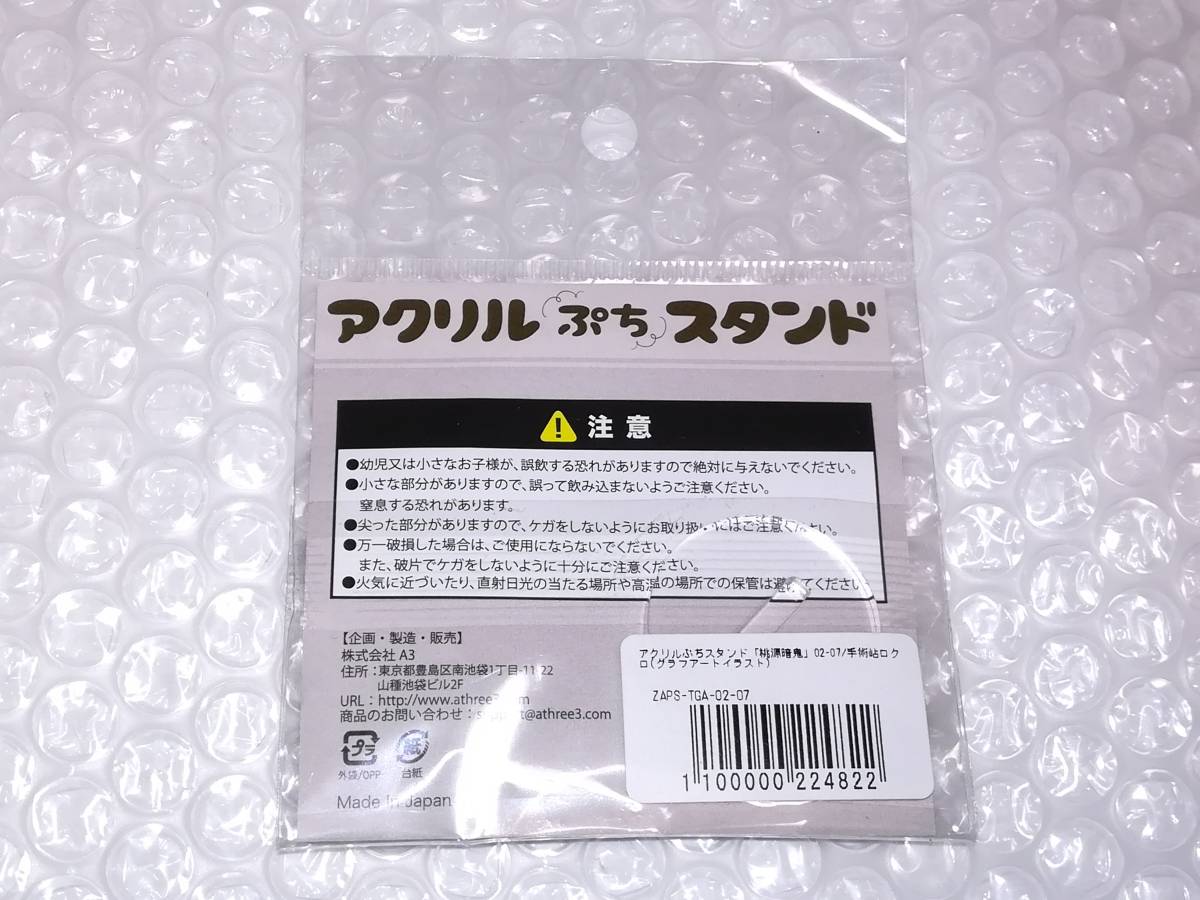 アクリルぷちスタンド
注意
●幼児又は小さなお子様が、誤飲する恐れがありますので絶対に与えないでください。
●小さな部分がありますので、誤って飲み込まないようご注意ください。
窒息する恐れがあります。
●尖った部分がありますので、ケガをしないようにお取り扱いにはご注意ください。
●万一破損した場合は、ご使用にならないでください。
また、破片でケガをしないように十分にご注意ください。
●火気に近づいたり、直射日光の当たる場所や高温の場所での保管は避けてください。
【企画・製造・販売】
株式会社 A3
住所：東京都豊島区南池袋1丁目-11-22
山種池袋ビル2F
URL：http://www.athree3.com
商品のお問い合わせ：support@athree3.com
プラ 紙
外袋/OPP 台紙
Made In Japan
アクリルぷちスタンド「桃源暗鬼」02-07/手術岾ロク
ロ(グラフアートイラスト)
ZAPS-TGA-02-07
1100000224822